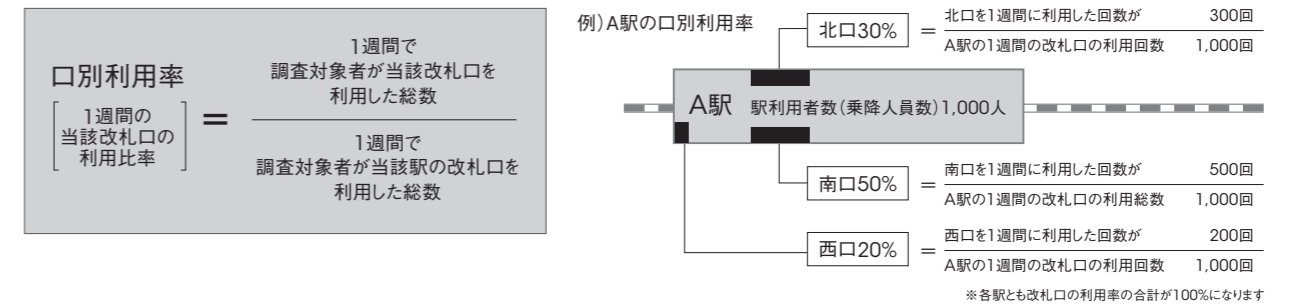 口別利用率
1週間の
当該改札口の
利用比率
=
1週間で
調査対象者が当該改札口を
利用した総数
1週間で
調査対象者が当該駅の改札口を
利用した総数
例)A駅の口別利用率
北口30% = 北口を1週間に利用した回数が 300回
A駅の1週間の改札口の利用回数 1,000回
A駅 駅利用者数(乗降人員数)1,000人
南口50% = 南口を1週間に利用した回数が 500回
A駅の1週間の改札口の利用総数 1,000回
西口20% = 西口を1週間に利用した回数が 200回
A駅の1週間の改札口の利用回数 1,000回
※各駅とも改札口の利用率の合計が100%になります